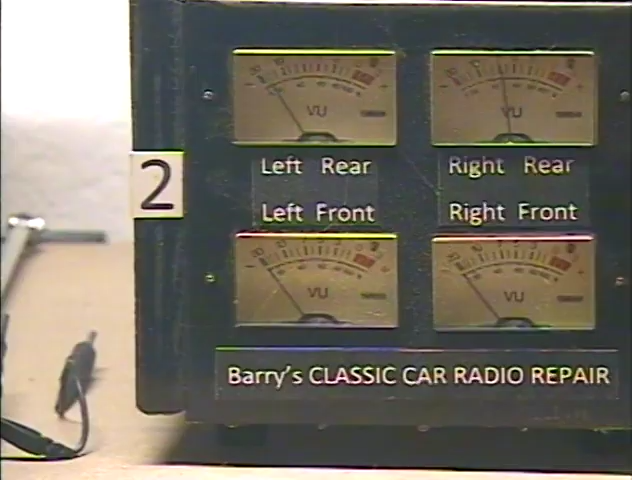 VU
VU
Left Rear
Right Rear
2
Left Front
Right Front
VU
VU
Barry's CLASSIC CAR RADIO REPAIR